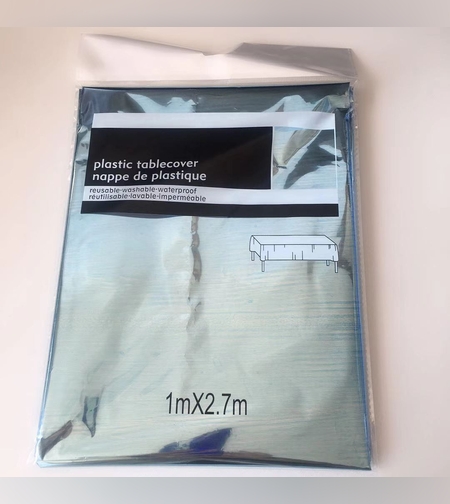 plastic tablecover
nappe de plastique
reusable·washable·waterproof
réutilisable·lavable·imperméable
1mX2.7m